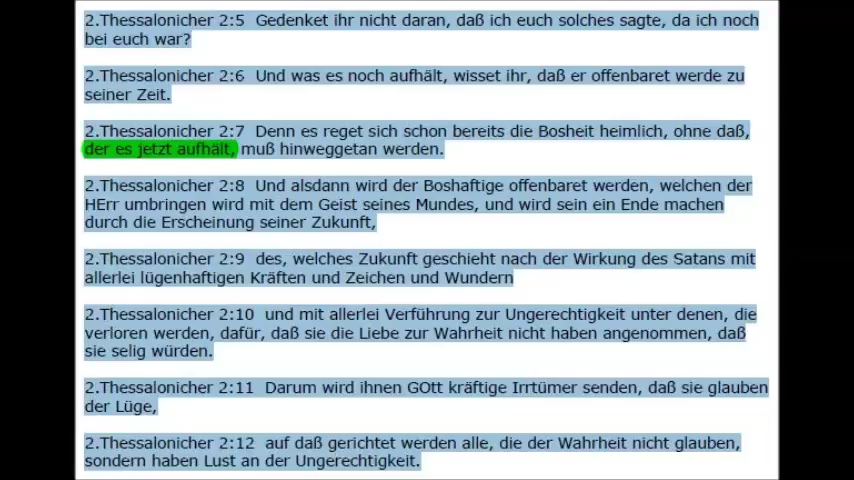 2.Thessalonicher 2:5 Gedenket ihr nicht daran, daß ich euch solches sagte, da ich noch
bei euch war?
2.Thessalonicher 2:6 Und was es noch aufhält, wisset ihr, daß er offenbaret werde zu
seiner Zeit.
2.Thessalonicher 2:7 Denn es reget sich schon bereits die Bosheit heimlich, ohne daß,
der es jetzt aufhält, muß hinweggetan werden.
2.Thessalonicher 2:8 Und alsdann wird der Boshaftige offenbaret werden, welchen der
HErr umbringen wird mit dem Geist seines Mundes, und wird sein ein Ende machen
durch die Erscheinung seiner Zukunft,
2.Thessalonicher 2:9 des, welches Zukunft geschieht nach der Wirkung des Satans mit
allerlei lügenhaftigen Kräften und Zeichen und Wundern
2.Thessalonicher 2:10 und mit allerlei Verführung zur Ungerechtigkeit unter denen, die
verloren werden, dafür, daß sie die Liebe zur Wahrheit nicht haben angenommen, daß
sie selig würden.
2.Thessalonicher 2:11 Darum wird ihnen GOtt kräftige Irrtümer senden, daß sie glauben
der Lüge,
2.Thessalonicher 2:12 auf daß gerichtet werden alle, die der Wahrheit nicht glauben,
sondern haben Lust an der Ungerechtigkeit.